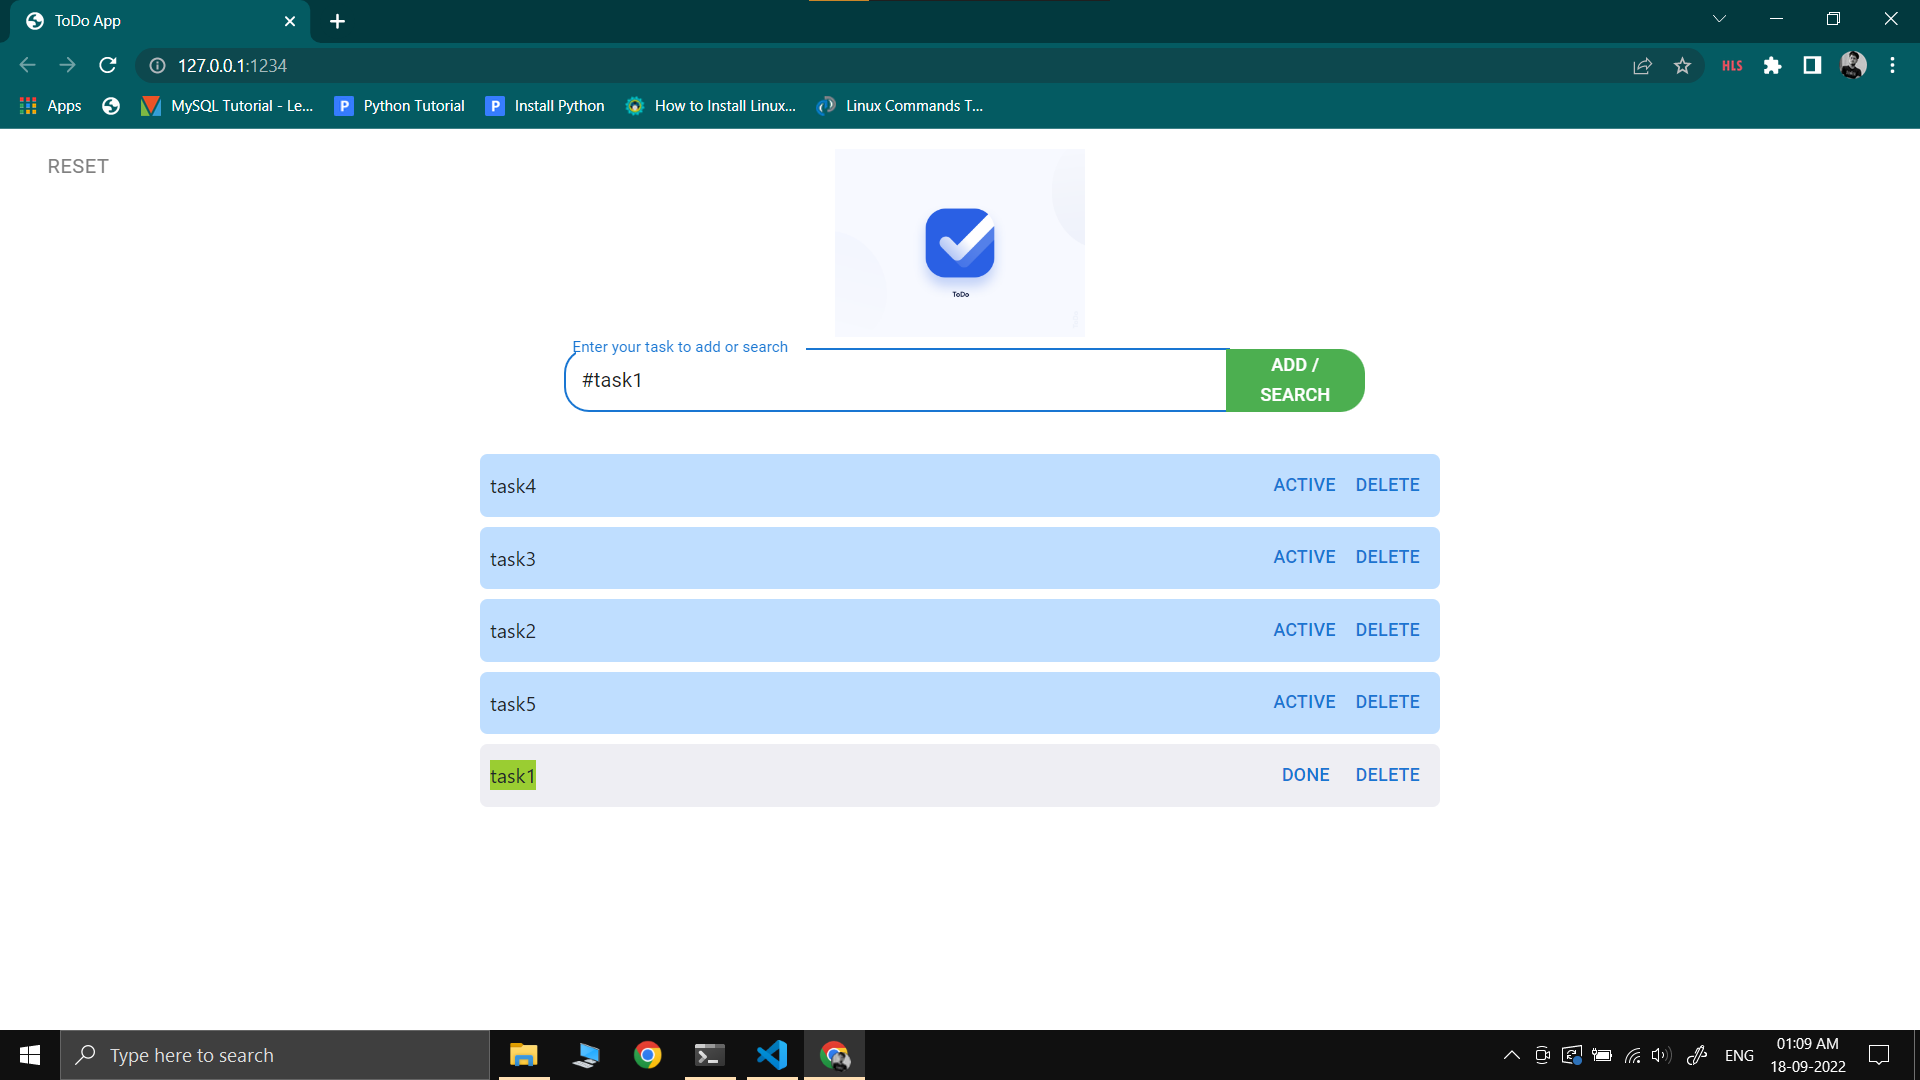 ToDo App
127.0.0.1:1234
HLS
Apps
MySQL Tutorial - Le...
Python Tutorial
Install Python
How to Install Linux...
Linux Commands T...
RESET
ToDo
Enter your task to add or search
#task1
ADD /
SEARCH
task4 ACTIVE DELETE
task3 ACTIVE DELETE
task2 ACTIVE DELETE
task5 ACTIVE DELETE
task1 DONE DELETE
Type here to search
ENG
01:09 AM
18-09-2022